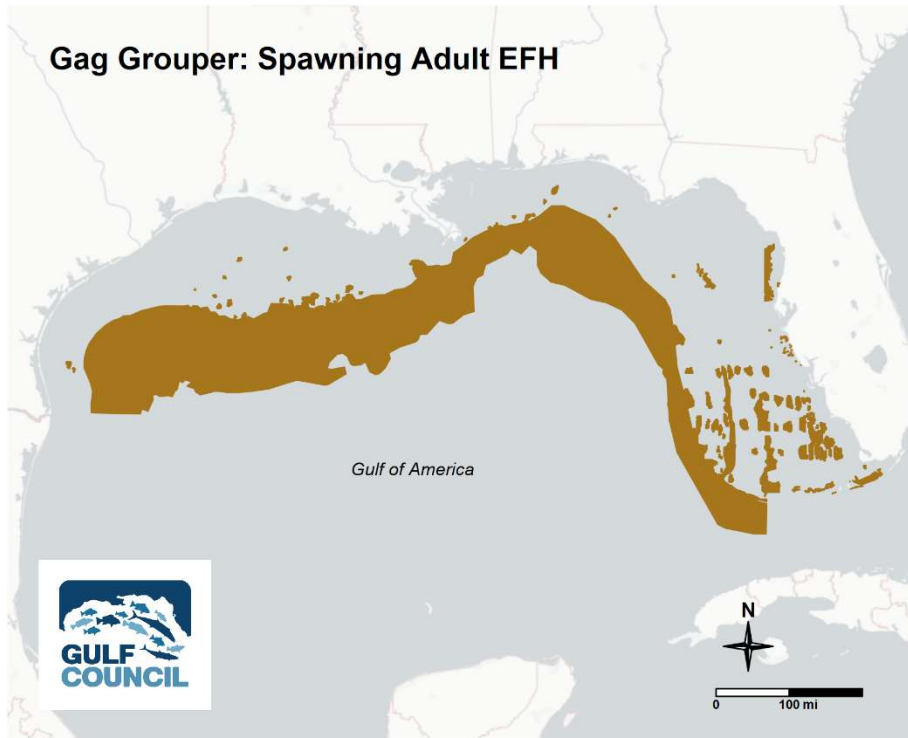 Gag Grouper: Spawning Adult EFH
Gulf of America
GULF
COUNCIL
N
0 100 mi